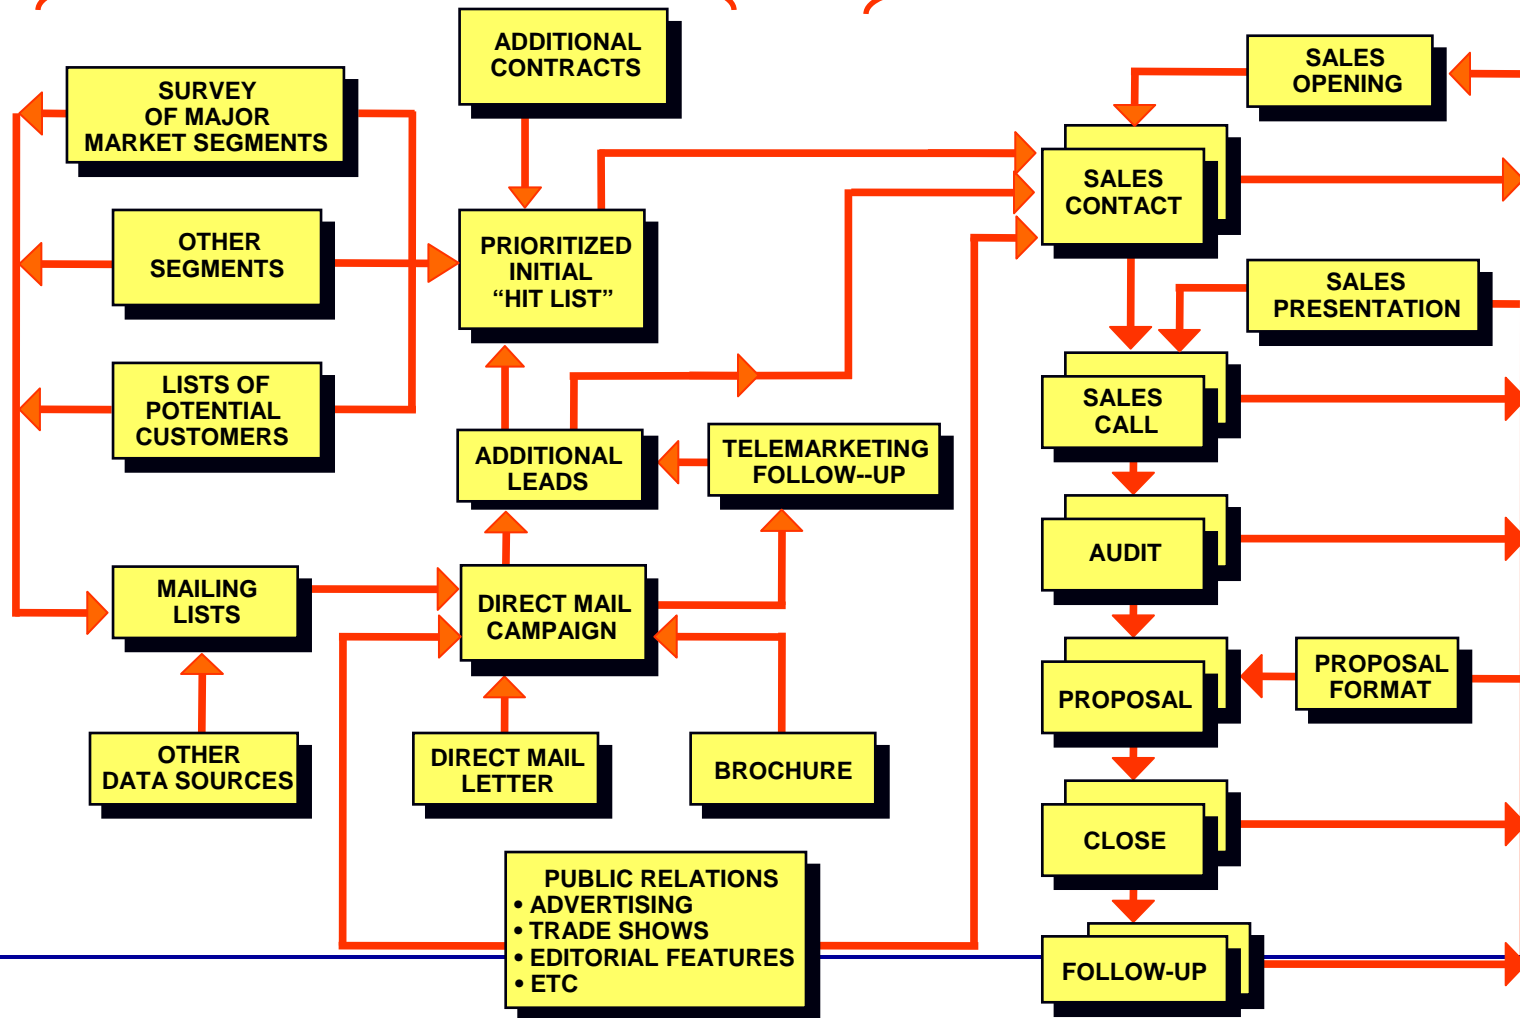 ADDITIONAL
CONTRACTS
SURVEY
OF MAJOR
MARKET SEGMENTS
OTHER
SEGMENTS
LISTS OF
POTENTIAL
CUSTOMERS
PRIORITIZED
INITIAL
“HIT LIST”
ADDITIONAL
LEADS
TELEMARKETING
FOLLOW--UP
MAILING
LISTS
DIRECT MAIL
CAMPAIGN
OTHER
DATA SOURCES
DIRECT MAIL
LETTER
BROCHURE
PUBLIC RELATIONS
• ADVERTISING
• TRADE SHOWS
• EDITORIAL FEATURES
• ETC
SALES
OPENING
SALES
CONTACT
SALES
PRESENTATION
SALES
CALL
AUDIT
PROPOSAL
PROPOSAL
FORMAT
CLOSE
FOLLOW-UP